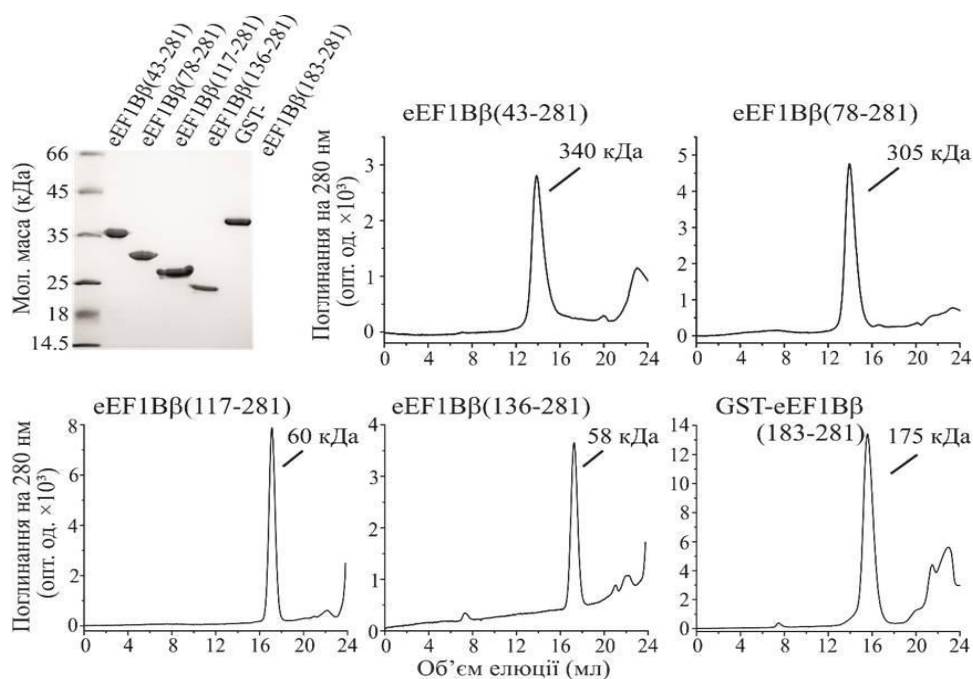 eEF1Bβ(43-281)
eEF1Bβ(78-281)
eEF1Bβ(117-281)
eEF1Bβ(136-281)
GST-
eEF1Bβ(183-281)
Мол. маса (кДа)
66
45
35
25
18
14.5
eEF1Bβ(43-281)
340 кДа
Поглинання на 280 нм
(опт. од. ×10³)
3
2
1
0
0 4 8 12 16 20 24
eEF1Bβ(78-281)
305 кДа
5
4
3
2
1
0
0 4 8 12 16 20 24
eEF1Bβ(117-281)
60 кДа
Поглинання на 280 нм
(опт. од. ×10³)
8
6
4
2
0
0 4 8 12 16 20 24
eEF1Bβ(136-281)
58 кДа
4
3
2
1
0
0 4 8 12 16 20 24
Об’єм елюції (мл)
GST-eEF1Bβ
(183-281)
175 кДа
14
12
10
8
6
4
2
0
0 4 8 12 16 20 24